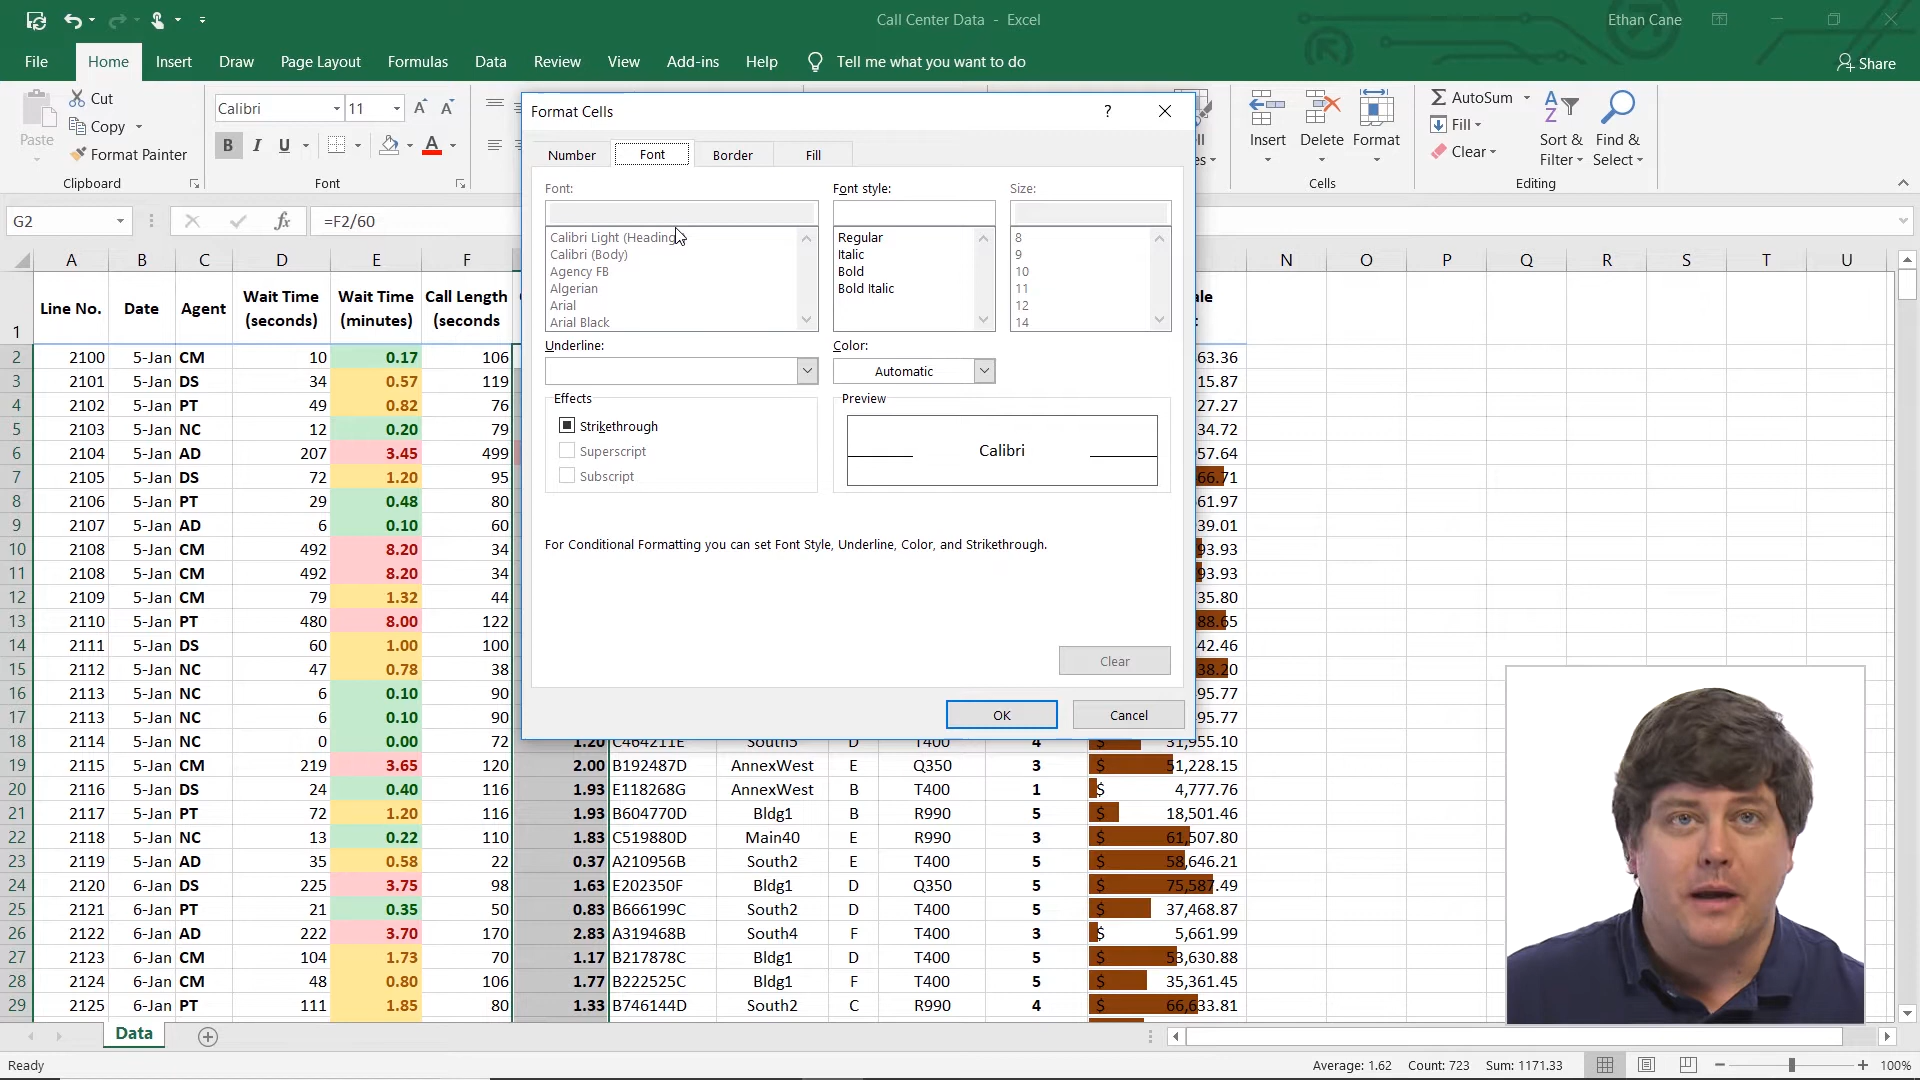 Call Center Data - Excel
Ethan Cane
File Home Insert Draw Page Layout Formulas Data Review View Add-ins Help Tell me what you want to do Share
Paste
Cut
Copy
Format Painter
Clipboard
Calibri 11
B I U
Font
Insert Delete Format
Cells
AutoSum
Fill
Clear
Sort &
Filter
Find &
Select
Editing
G2 fx =F2/60
Format Cells ?
Number Font Border Fill
Font: Font style: Size:
Calibri Light (Heading Regular 8
Calibri (Body) Italic 9
Agency FB Bold 10
Algerian Bold Italic 11
Arial 12
Arial Black 14
Underline: Color:
Automatic
Effects Preview
Strikethrough
Superscript Calibri
Subscript
For Conditional Formatting you can set Font Style, Underline, Color, and Strikethrough.
Clear
OK Cancel
A B C D E F N O P Q R S T U
1 Line No. Date Agent Wait Time (seconds) Wait Time (minutes) Call Length (seconds
2 2100 5-Jan CM 10 0.17 106 63.36
3 2101 5-Jan DS 34 0.57 119 15.87
4 2102 5-Jan PT 49 0.82 76 27.27
5 2103 5-Jan NC 12 0.20 79 34.72
6 2104 5-Jan AD 207 3.45 499 57.64
7 2105 5-Jan DS 72 1.20 95 66.71
8 2106 5-Jan PT 29 0.48 80 61.97
9 2107 5-Jan AD 6 0.10 60 39.01
10 2108 5-Jan CM 492 8.20 34 93.93
11 2108 5-Jan CM 492 8.20 34 93.93
12 2109 5-Jan CM 79 1.32 44 35.80
13 2110 5-Jan PT 480 8.00 122 88.65
14 2111 5-Jan DS 60 1.00 100 42.46
15 2112 5-Jan NC 47 0.78 38 38.20
16 2113 5-Jan NC 6 0.10 90 95.77
17 2113 5-Jan NC 6 0.10 90 95.77
18 2114 5-Jan NC 0 0.00 72 1.20 C464211E South5 D T400 4 31,955.10
19 2115 5-Jan CM 219 3.65 120 2.00 B192487D AnnexWest E Q350 3 $ 51,228.15
20 2116 5-Jan DS 24 0.40 116 1.93 E118268G AnnexWest B T400 1 $ 4,777.76
21 2117 5-Jan PT 72 1.20 116 1.93 B604770D Bldg1 B R990 5 $ 18,501.46
22 2118 5-Jan NC 13 0.22 110 1.83 C519880D Main40 E R990 3 $ 61,507.80
23 2119 5-Jan AD 35 0.58 22 0.37 A210956B South2 E T400 5 $ 58,646.21
24 2120 6-Jan DS 225 3.75 98 1.63 E202350F Bldg1 D Q350 5 $ 75,587.49
25 2121 6-Jan PT 21 0.35 50 0.83 B666199C South2 D T400 5 $ 37,468.87
26 2122 6-Jan AD 222 3.70 170 2.83 A319468B South4 F T400 3 $ 5,661.99
27 2123 6-Jan CM 104 1.73 70 1.17 B217878C Bldg1 D T400 5 $ 53,630.88
28 2124 6-Jan CM 48 0.80 106 1.77 B222525C Bldg1 F T400 5 $ 35,361.45
29 2125 6-Jan PT 111 1.85 80 1.33 B746144D South2 C R990 4 $ 66,633.81
Data
Ready Average: 1.62 Count: 723 Sum: 1171.33 100%